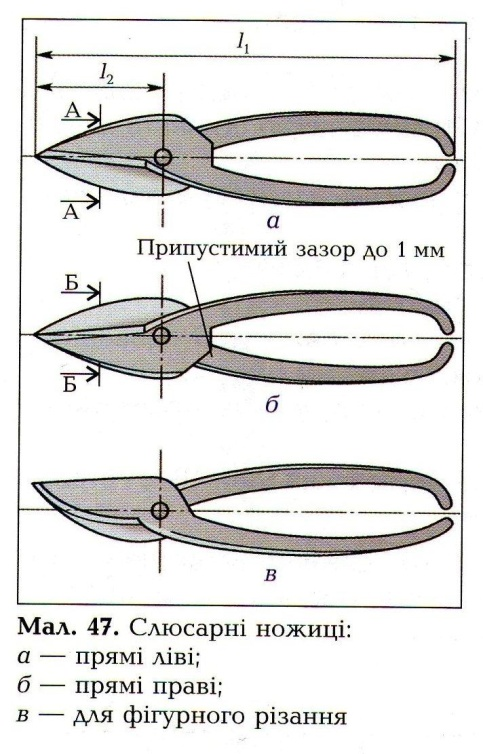 l₁
l₂
А
А
а
Припустимий зазор до 1 мм
Б
Б
б
в
Мал. 47. Слюсарні ножиці:
а — прямі ліві;
б — прямі праві;
в — для фігурного різання